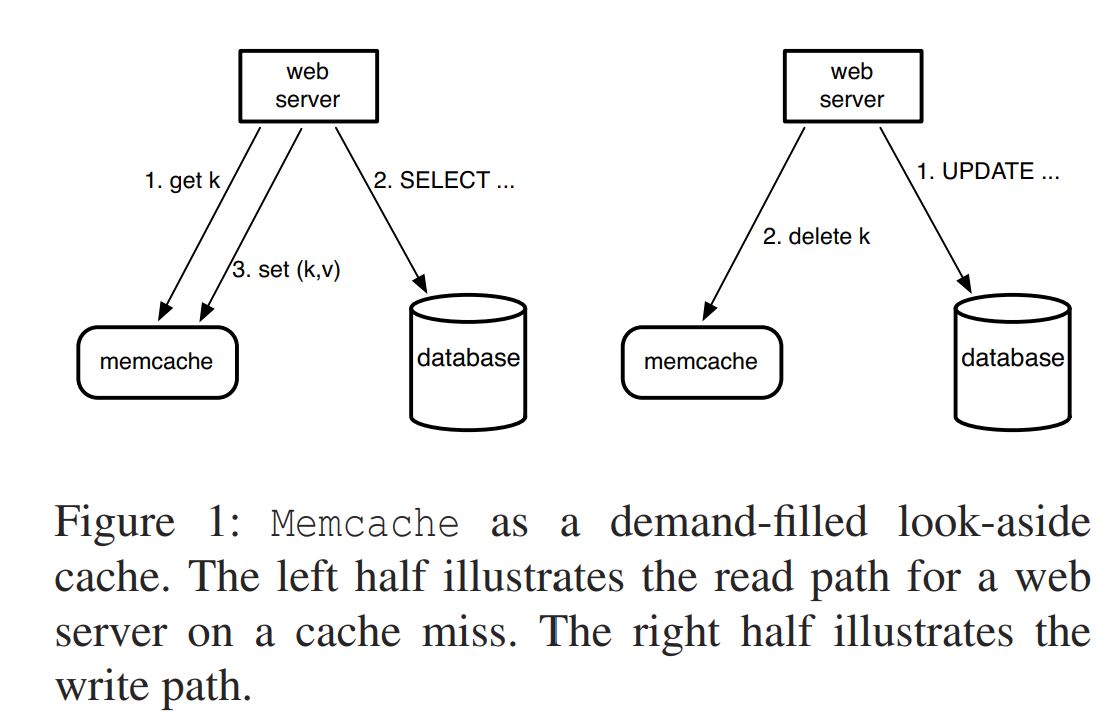 web
server
1. get k
2. SELECT ...
3. set (k,v)
memcache
database
web
server
1. UPDATE ...
2. delete k
memcache
database
Figure 1: Memcache as a demand-filled look-aside
cache. The left half illustrates the read path for a web
server on a cache miss. The right half illustrates the
write path.